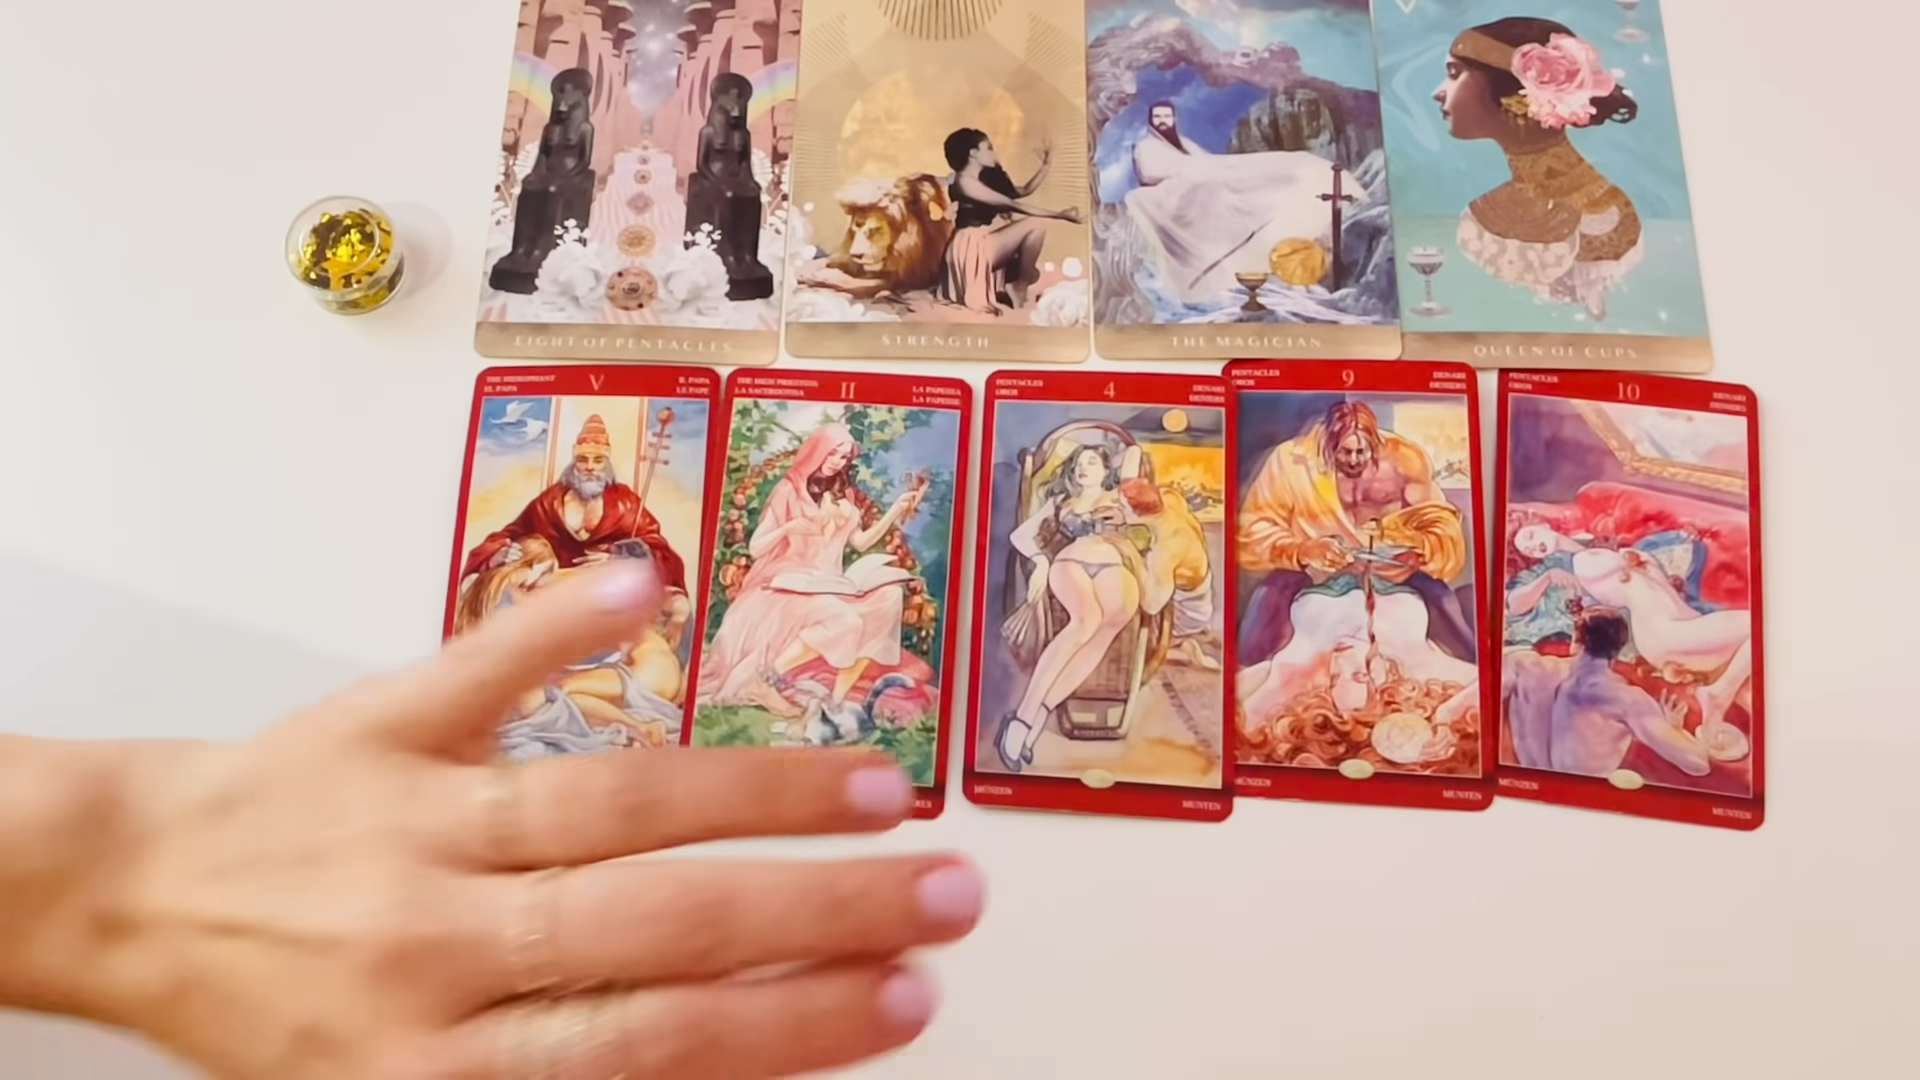 EIGHT OF PENTACLES
STRENGTH
THE MAGICIAN
QUEEN OF CUPS
THE HIEROPHANT
EL PAPA
V
IL PAPA
LE PAPE
THE HIGH PRIESTESS
LA SACERDOTISA
II
LA PAPESSA
LA PAPESSE
PENTACLES
OROS
4
DENARI
DENIERS
PENTACLES
OROS
9
DENARI
DENIERS
PENTACLES
OROS
10
DENARI
DENIERS
MÜNZEN
MUNTEN
MÜNZEN
MUNTEN
MÜNZEN
MUNTEN